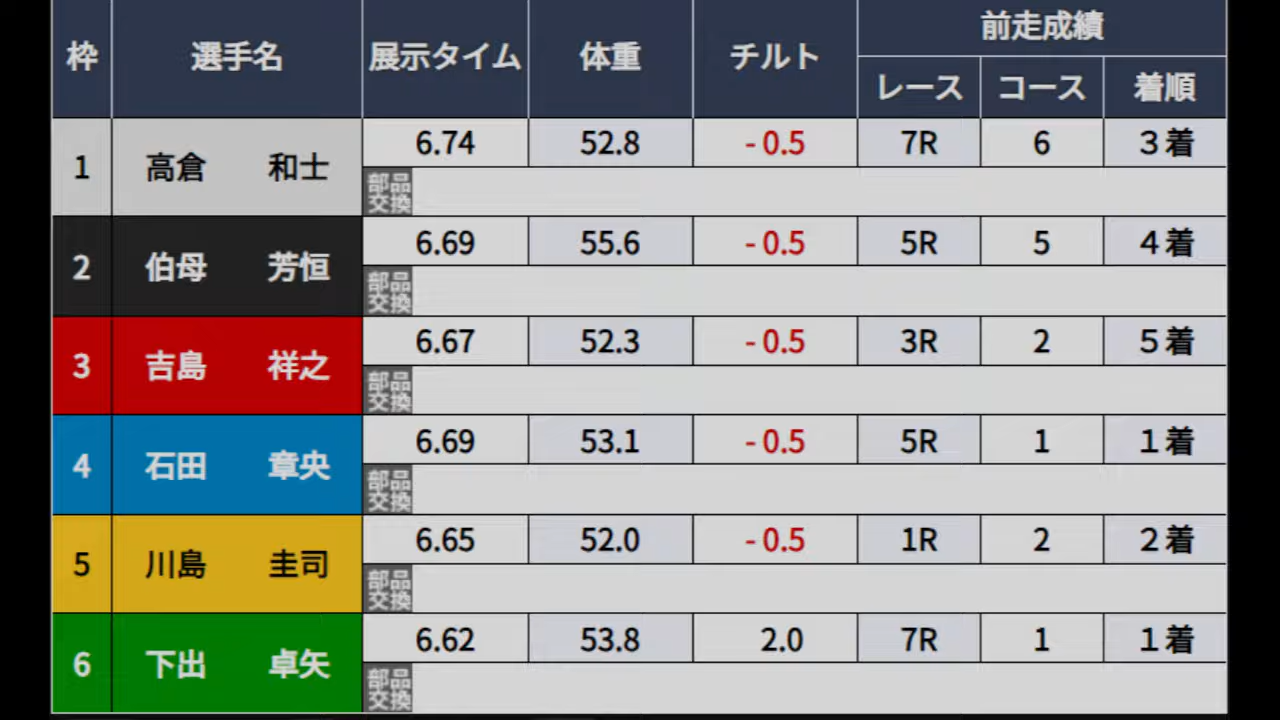 枠 選手名 展示タイム 体重 チルト 前走成績
レース コース 着順
1 高倉 和士 6.74 52.8 -0.5 7R 6 3着
部品
交換
2 伯母 芳恒 6.69 55.6 -0.5 5R 5 4着
部品
交換
3 吉島 祥之 6.67 52.3 -0.5 3R 2 5着
部品
交換
4 石田 章央 6.69 53.1 -0.5 5R 1 1着
部品
交換
5 川島 圭司 6.65 52.0 -0.5 1R 2 2着
部品
交換
6 下出 卓矢 6.62 53.8 2.0 7R 1 1着
部品
交換